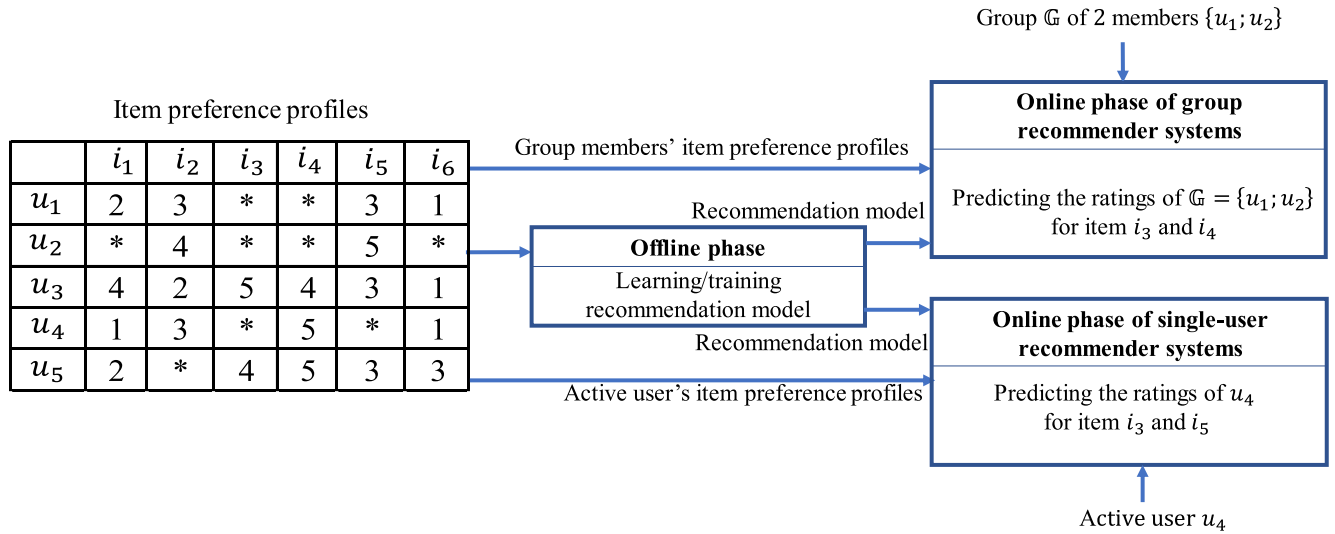 Group 𝔾 of 2 members {u₁; u₂}
Item preference profiles
i₁ i₂ i₃ i₄ i₅ i₆
u₁ 2 3 * * 3 1
u₂ * 4 * * 5 *
u₃ 4 2 5 4 3 1
u₄ 1 3 * 5 * 1
u₅ 2 * 4 5 3 3
Group members' item preference profiles
Recommendation model
Offline phase
Learning/training
recommendation model
Recommendation model
Active user's item preference profiles
Online phase of group
recommender systems
Predicting the ratings of 𝔾 = {u₁; u₂}
for item i₃ and i₄
Online phase of single-user
recommender systems
Predicting the ratings of u₄
for item i₃ and i₅
Active user u₄